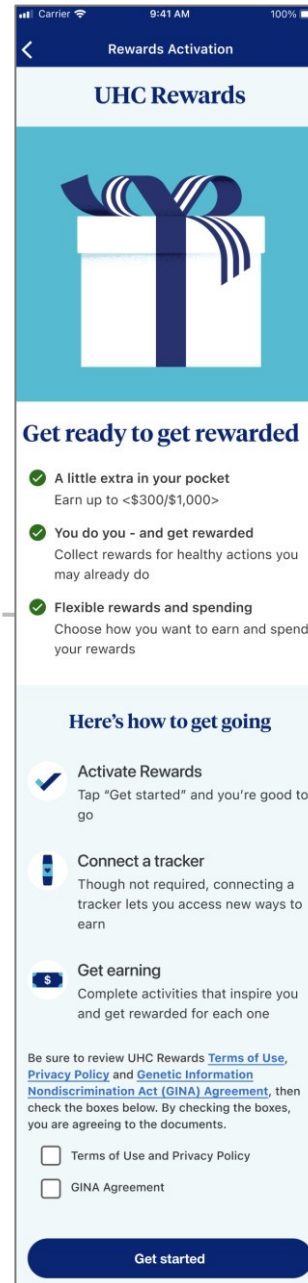 Carrier 9:41 AM 100%
Rewards Activation
UHC Rewards
Get ready to get rewarded
A little extra in your pocket
Earn up to <$300/$1,000>
You do you - and get rewarded
Collect rewards for healthy actions you
may already do
Flexible rewards and spending
Choose how you want to earn and spend
your rewards
Here's how to get going
Activate Rewards
Tap "Get started" and you're good to
go
Connect a tracker
Though not required, connecting a
tracker lets you access new ways to
earn
$
Get earning
Complete activities that inspire you
and get rewarded for each one
Be sure to review UHC Rewards Terms of Use,
Privacy Policy and Genetic Information
Nondiscrimination Act (GINA) Agreement, then
check the boxes below. By checking the boxes,
you are agreeing to the documents.
Terms of Use and Privacy Policy
GINA Agreement
Get started